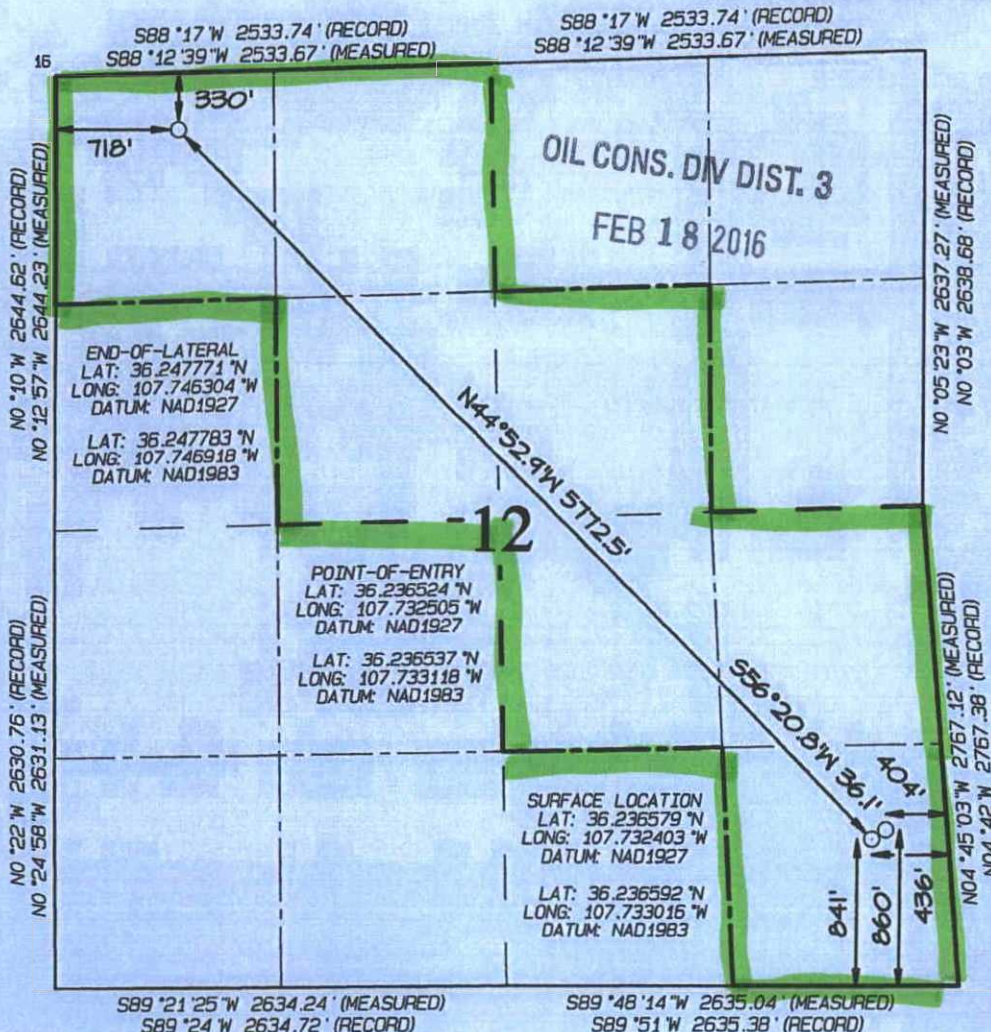 S88°17'W 2533.74' (RECORD)
S88°12'39"W 2533.67' (MEASURED)
S88°17'W 2533.74' (RECORD)
S88°12'39"W 2533.67' (MEASURED)
16
330'
718'
OIL CONS. DIV DIST. 3
FEB 18 2016
N0°10'W 2644.62' (RECORD)
N0°12'57"W 2644.23' (MEASURED)
N0°05'23"W 2637.27' (MEASURED)
N0°03'W 2638.68' (RECORD)
END-OF-LATERAL
LAT: 36.247771°N
LONG: 107.746304°W
DATUM: NAD1927
LAT: 36.247783°N
LONG: 107.746918°W
DATUM: NAD1983
N44°52.9'W 5772.5'
12
POINT-OF-ENTRY
LAT: 36.236524°N
LONG: 107.732505°W
DATUM: NAD1927
LAT: 36.236537°N
LONG: 107.733118°W
DATUM: NAD1983
N0°22'W 2630.76' (RECORD)
N0°24'58"W 2631.13' (MEASURED)
S56°20.8'W 36.1'
404'
N04°45'03"W 2767.12' (MEASURED)
N04°42'W 2767.38' (RECORD)
SURFACE LOCATION
LAT: 36.236579°N
LONG: 107.732403°W
DATUM: NAD1927
LAT: 36.236592°N
LONG: 107.733016°W
DATUM: NAD1983
841'
860'
436'
S89°21'25"W 2634.24' (MEASURED)
S89°24'W 2634.72' (RECORD)
S89°48'14"W 2635.04' (MEASURED)
S89°51'W 2635.38' (RECORD)